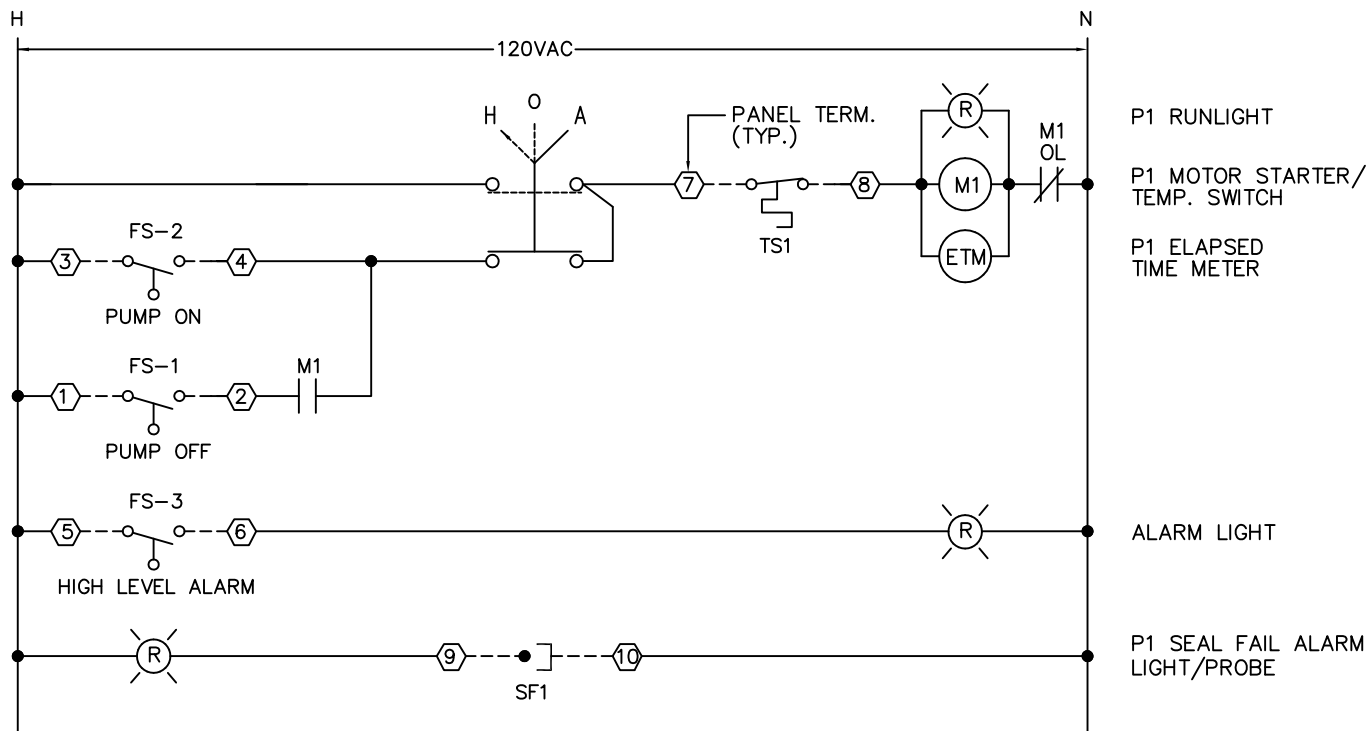 H
N
120VAC
H
O
A
PANEL TERM.
(TYP.)
R
P1 RUNLIGHT
M1
OL
7
8
M1
P1 MOTOR STARTER/
TEMP. SWITCH
TS1
FS-2
3
4
PUMP ON
ETM
P1 ELAPSED
TIME METER
FS-1
M1
1
2
PUMP OFF
FS-3
5
6
R
ALARM LIGHT
HIGH LEVEL ALARM
R
9
10
SF1
P1 SEAL FAIL ALARM
LIGHT/PROBE